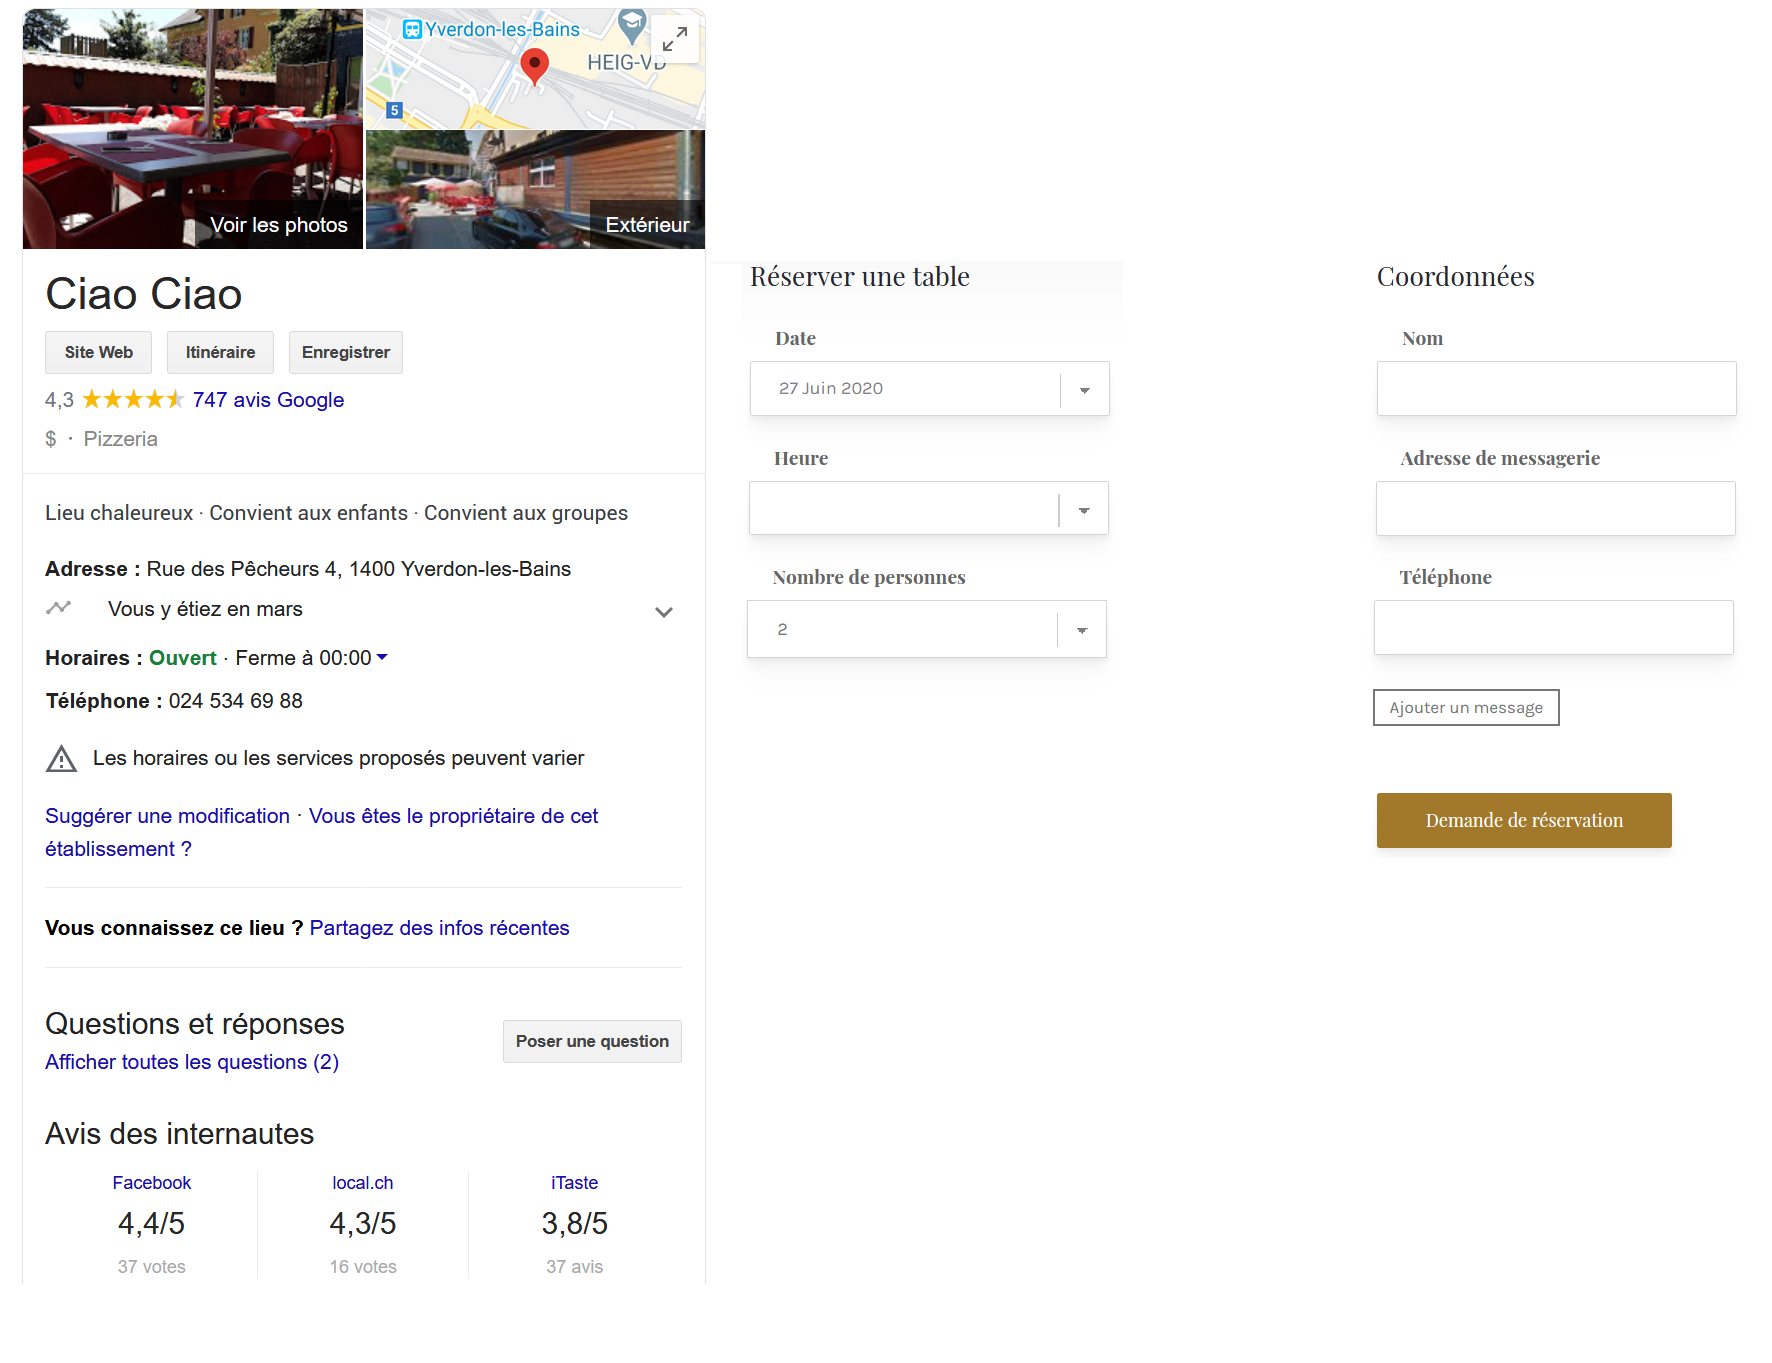 Yverdon-les-Bains
HEIG-VD
5
Voir les photos
Extérieur
Ciao Ciao
Site Web
Itinéraire
Enregistrer
4,3
747 avis Google
$ · Pizzeria
Lieu chaleureux · Convient aux enfants · Convient aux groupes
Adresse : Rue des Pêcheurs 4, 1400 Yverdon-les-Bains
Vous y étiez en mars
Horaires : Ouvert · Ferme à 00:00
Téléphone : 024 534 69 88
Les horaires ou les services proposés peuvent varier
Suggérer une modification · Vous êtes le propriétaire de cet
établissement ?
Vous connaissez ce lieu ? Partagez des infos récentes
Questions et réponses
Afficher toutes les questions (2)
Poser une question
Avis des internautes
Facebook
4,4/5
37 votes
local.ch
4,3/5
16 votes
iTaste
3,8/5
37 avis
Réserver une table
Date
27 Juin 2020
Heure
Nombre de personnes
2
Coordonnées
Nom
Adresse de messagerie
Téléphone
Ajouter un message
Demande de réservation